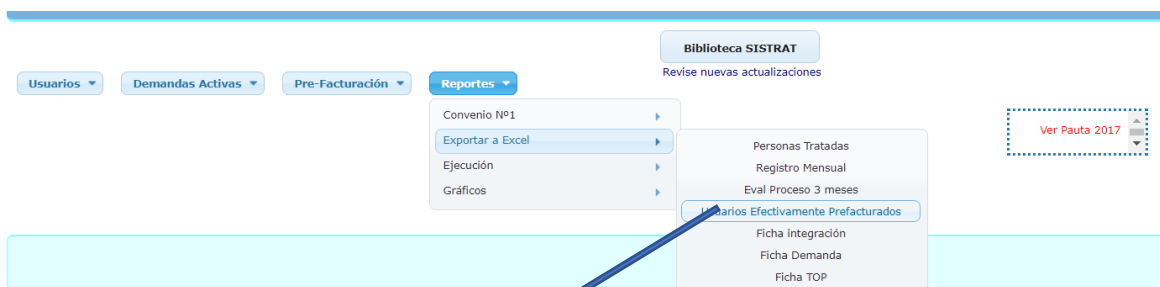 Biblioteca SISTRAT
Revise nuevas actualizaciones
Usuarios
Demandas Activas
Pre-Facturación
Reportes
Convenio Nº1
Exportar a Excel
Ejecución
Gráficos
Ver Pauta 2017
Personas Tratadas
Registro Mensual
Eval Proceso 3 meses
Usuarios Efectivamente Prefacturados
Ficha integración
Ficha Demanda
Ficha TOP